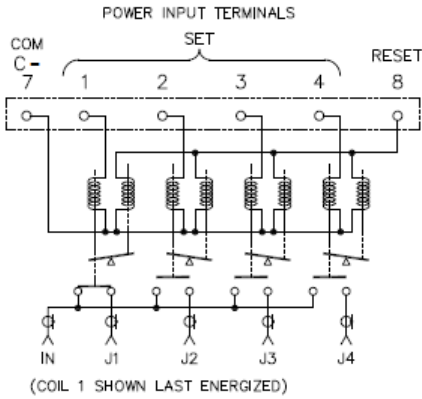 POWER INPUT TERMINALS
SET
COM
C -
RESET
7 1 2 3 4 8
IN J1 J2 J3 J4
(COIL 1 SHOWN LAST ENERGIZED)